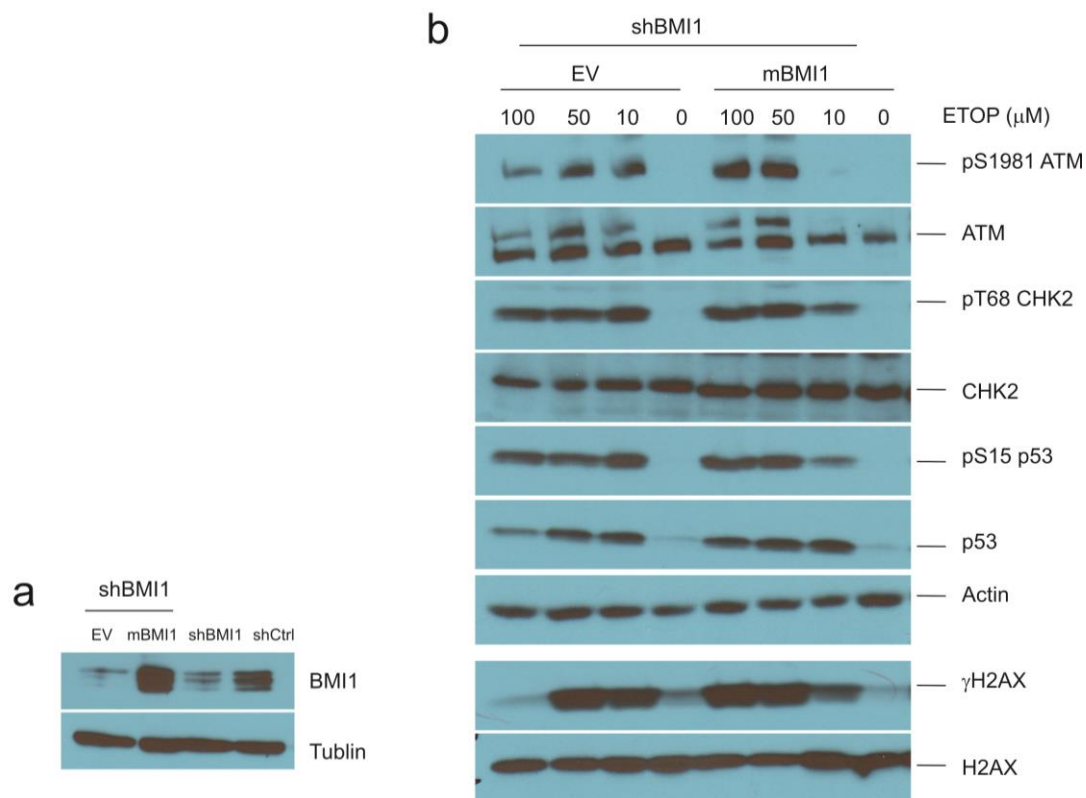 b
shBMI1
EV mBMI1
100 50 10 0 100 50 10 0 ETOP (μM)
pS1981 ATM
ATM
pT68 CHK2
CHK2
pS15 p53
p53
Actin
γH2AX
H2AX
a
shBMI1
EV mBMI1 shBMI1 shCtrl
BMI1
Tublin